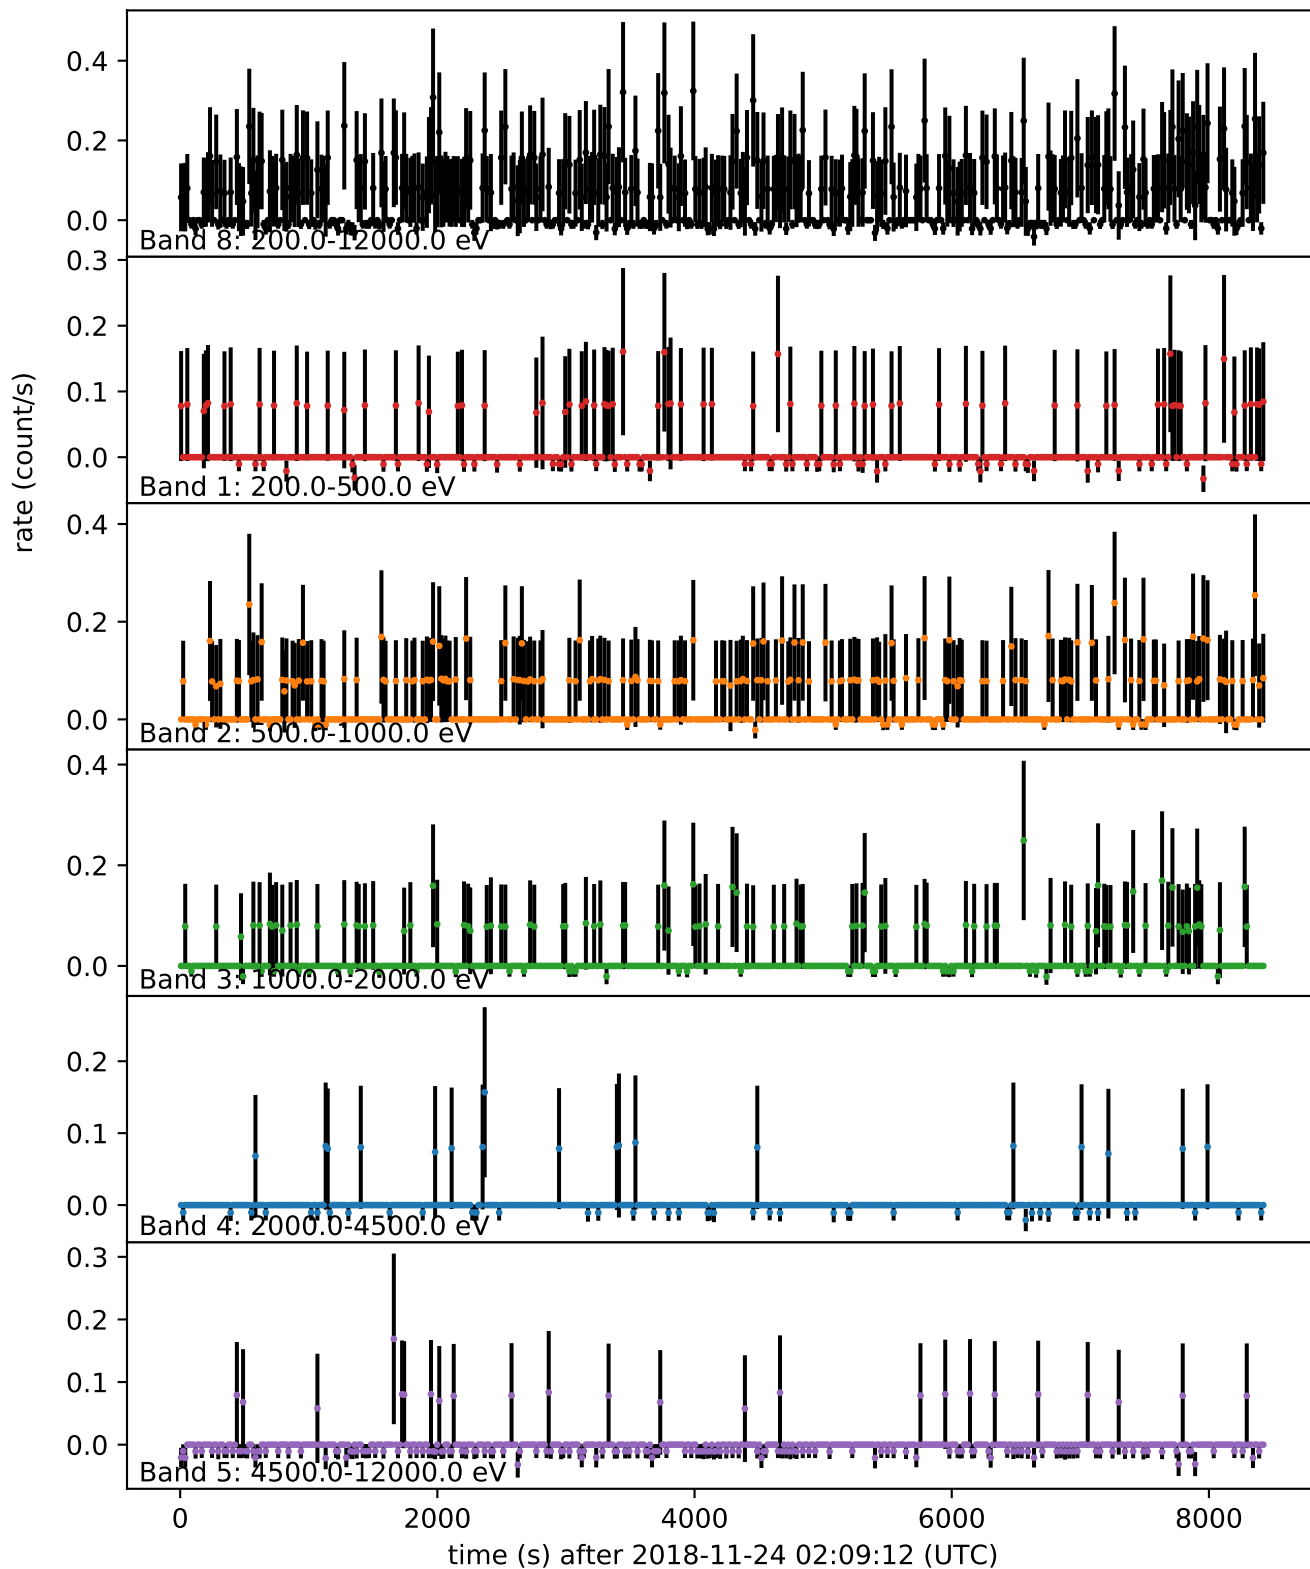 0.4
0.2
0.0
Band 8: 200.0-12000.0 eV
0.3
0.2
0.1
0.0
Band 1: 200.0-500.0 eV
rate (count/s)
0.4
0.2
0.0
Band 2: 500.0-1000.0 eV
0.4
0.2
0.0
Band 3: 1000.0-2000.0 eV
0.2
0.1
0.0
Band 4: 2000.0-4500.0 eV
0.3
0.2
0.1
0.0
Band 5: 4500.0-12000.0 eV
0 2000 4000 6000 8000
time (s) after 2018-11-24 02:09:12 (UTC)